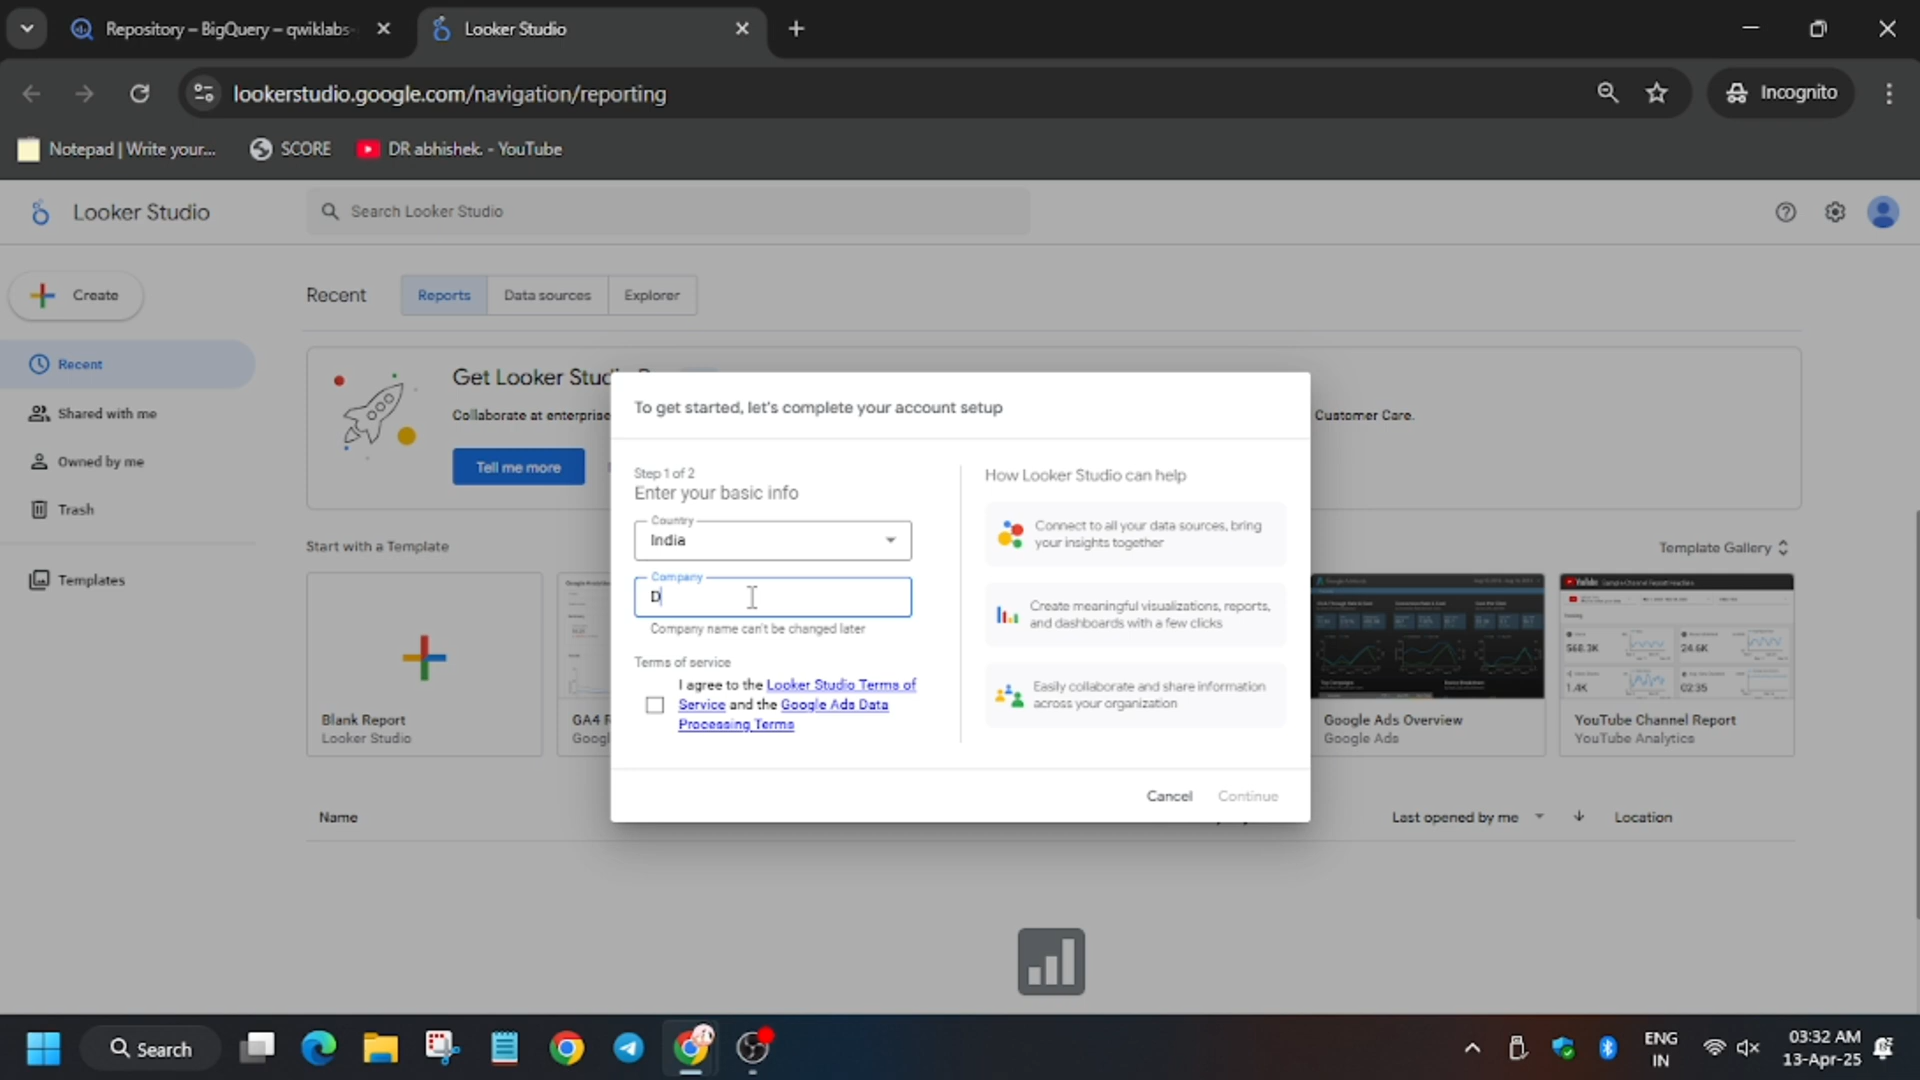 Repository – BigQuery – qwiklabs-
Looker Studio
lookerstudio.google.com/navigation/reporting
Incognito
Notepad | Write your...
SCORE
DR abhishek. - YouTube
Looker Studio
Search Looker Studio
Create
Recent
Reports
Data sources
Explorer
Recent
Shared with me
Owned by me
Trash
Templates
Get Looker Stud
Collaborate at enterprise
Customer Care.
Tell me more
Start with a Template
Template Gallery
Blank Report
Looker Studio
GA4 R
Googl
Google Ads Overview
Google Ads
YouTube Channel Report
YouTube Analytics
Name
Last opened by me
Location
To get started, let's complete your account setup
Step 1 of 2
Enter your basic info
Country
India
Company
D
Company name can't be changed later
Terms of service
I agree to the Looker Studio Terms of
Service and the Google Ads Data
Processing Terms
How Looker Studio can help
Connect to all your data sources, bring
your insights together
Create meaningful visualizations, reports,
and dashboards with a few clicks
Easily collaborate and share information
across your organization
Cancel
Continue
Search
ENG
IN
03:32 AM
13-Apr-25